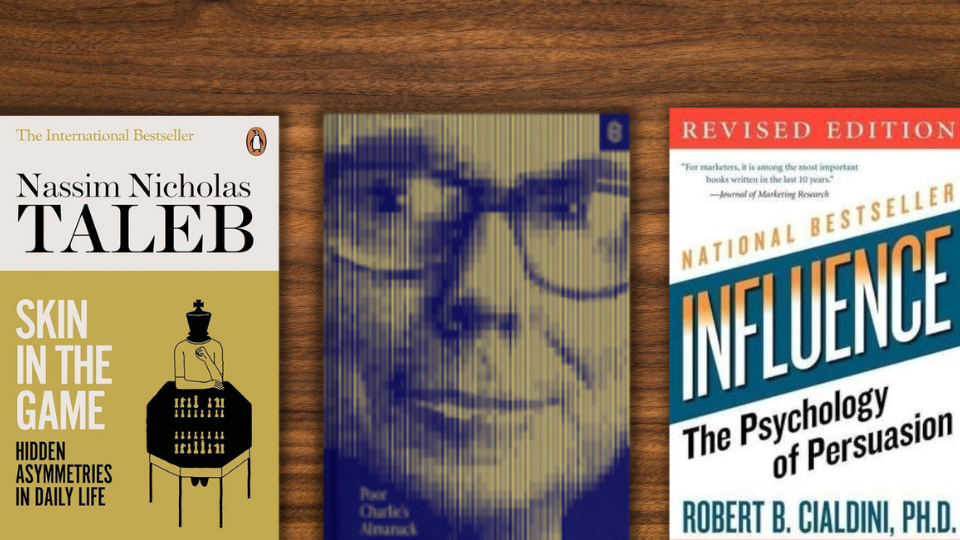 The International Bestseller
Nassim Nicholas
TALEB
SKIN
IN THE
GAME
HIDDEN
ASYMMETRIES
IN DAILY LIFE
Poor
Charlie's
Almanack
REVISED EDITION
"For marketers, it is among the most important
books written in the last 10 years."
—Journal of Marketing Research
NATIONAL BESTSELLER
INFLUENCE
The Psychology
of Persuasion
ROBERT B. CIALDINI, PH.D.